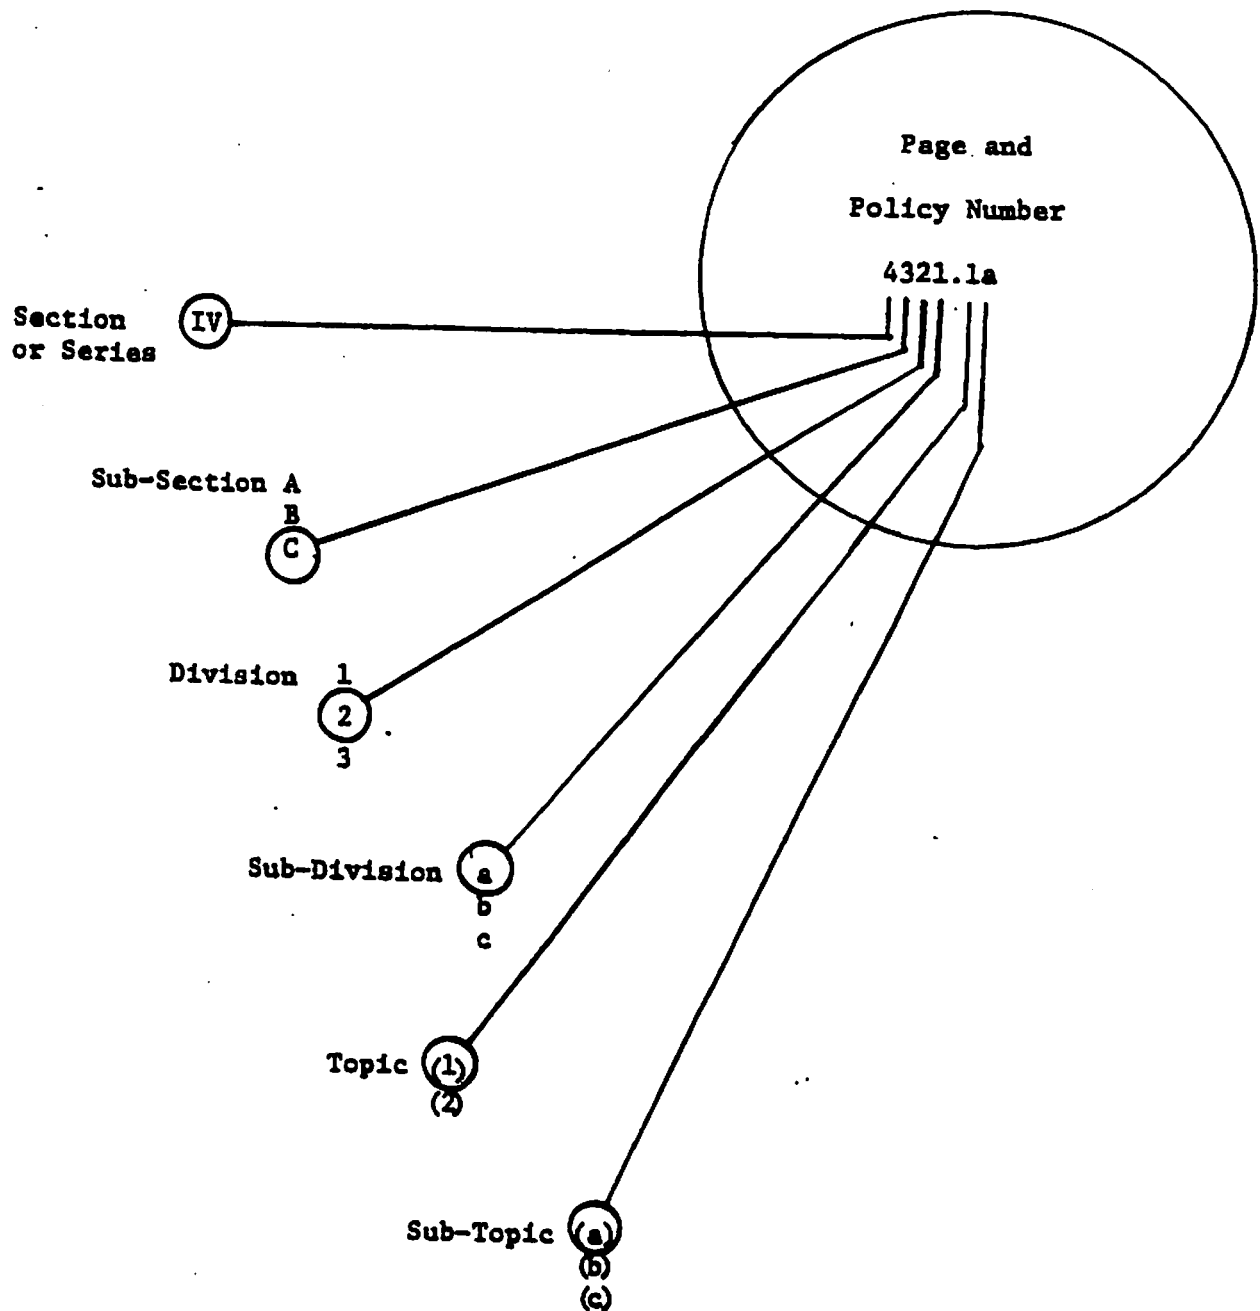 Page and
Policy Number
4321.1a
Section
or Series
IV
Sub-Section A
B
C
Division 1
2
3
Sub-Division a
b
c
Topic (1)
(2)
Sub-Topic (a)
(b)
(c)